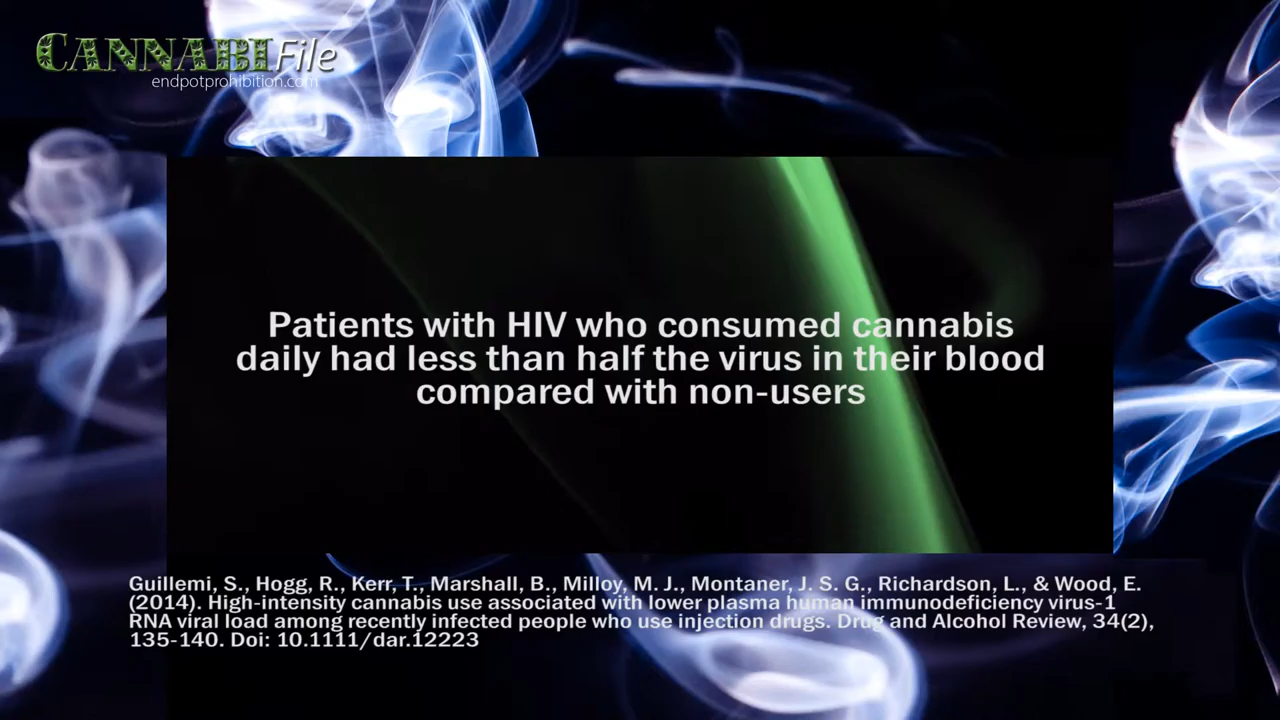 CANNABIFile
endpotprohibition.com
Patients with HIV who consumed cannabis
daily had less than half the virus in their blood
compared with non-users
Guillemi, S., Hogg, R., Kerr, T., Marshall, B., Milloy, M. J., Montaner, J. S. G., Richardson, L., & Wood, E.
(2014). High-intensity cannabis use associated with lower plasma human immunodeficiency virus-1
RNA viral load among recently infected people who use injection drugs. Drug and Alcohol Review, 34(2),
135-140. Doi: 10.1111/dar.12223